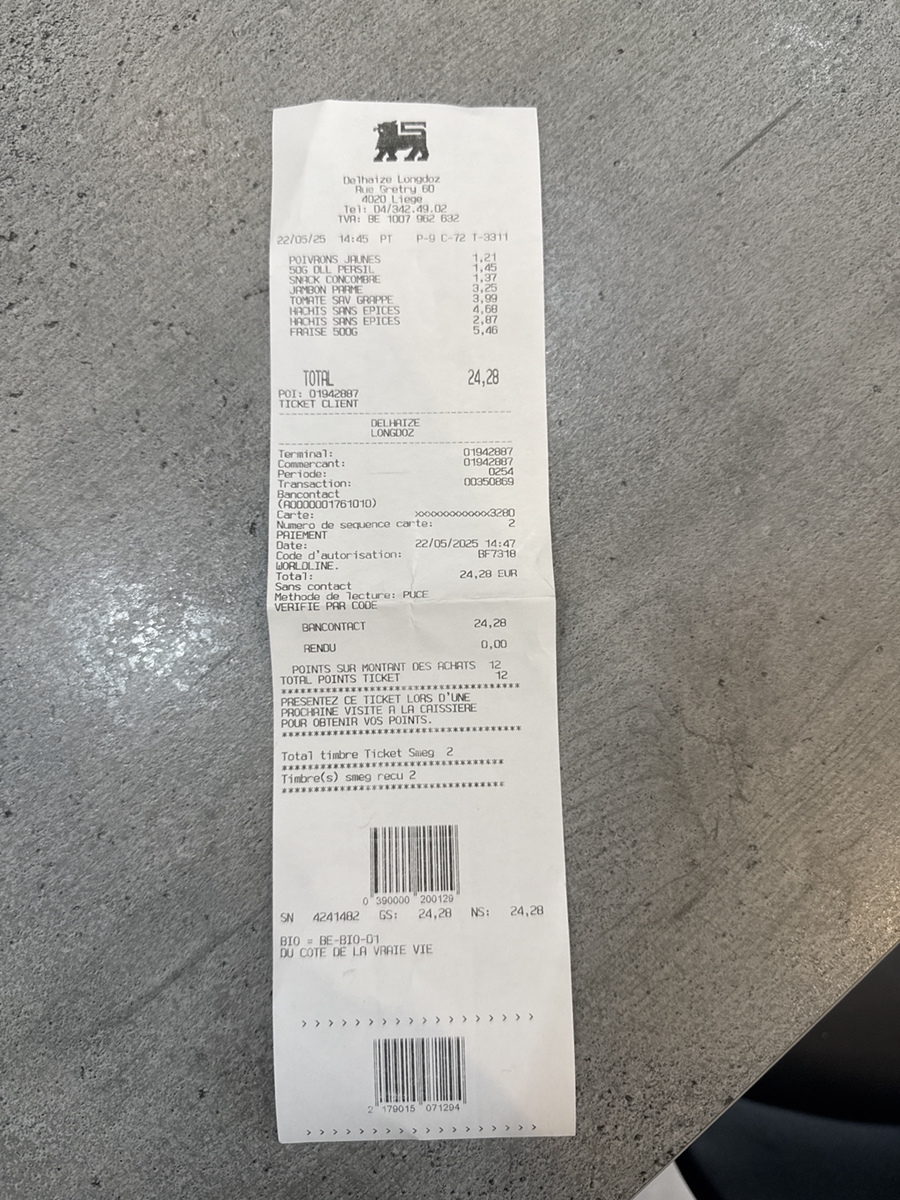 Delhaize Longdoz
Rue Gretry 60
4020 Liege
Tel: 04/342.49.02
TVA: BE 1007 962 632
22/05/25 14:45 PT P-9 C-72 T-3311
POIVRONS JAUNES 1,21
50G DLL PERSIL 1,45
SNACK CONCOMBRE 1,37
JAMBON PARME 3,25
TOMATE SAV GRAPPE 3,99
HACHIS SANS EPICES 4,68
HACHIS SANS EPICES 2,87
FRAISE 500G 5,46
TOTAL 24,28
POI: 01942887
TICKET CLIENT
--------------------------------
DELHAIZE
LONGDOZ
--------------------------------
Terminal: 01942887
Commercant: 01942887
Periode: 0254
Transaction: 00350869
Bancontact
(A0000001761010)
Carte: xxxxxxxxxxxxx3280
Numero de sequence carte: 2
PAIEMENT
Date: 22/05/2025 14:47
Code d'autorisation: BF7318
WORLDLINE.
Total: 24,28 EUR
Sans contact
Methode de lecture: PUCE
VERIFIE PAR CODE
BANCONTACT 24,28
RENDU 0,00
POINTS SUR MONTANT DES ACHATS 12
TOTAL POINTS TICKET 12
****************************************
PRESENTEZ CE TICKET LORS D'UNE
PROCHAINE VISITE A LA CAISSIERE
POUR OBTENIR VOS POINTS.
****************************************
Total timbre Ticket Smeg 2
*************************************
Timbre(s) smeg recu 2
*************************************
0 390000 200129
SN 4241482 GS: 24,28 NS: 24,28
BIO = BE-BIO-01
DU COTE DE LA VRAIE VIE
> > > > > > > > > > > > > > > > > >
2 179015 071294
> > > > > > > > > > > > > > > > > >